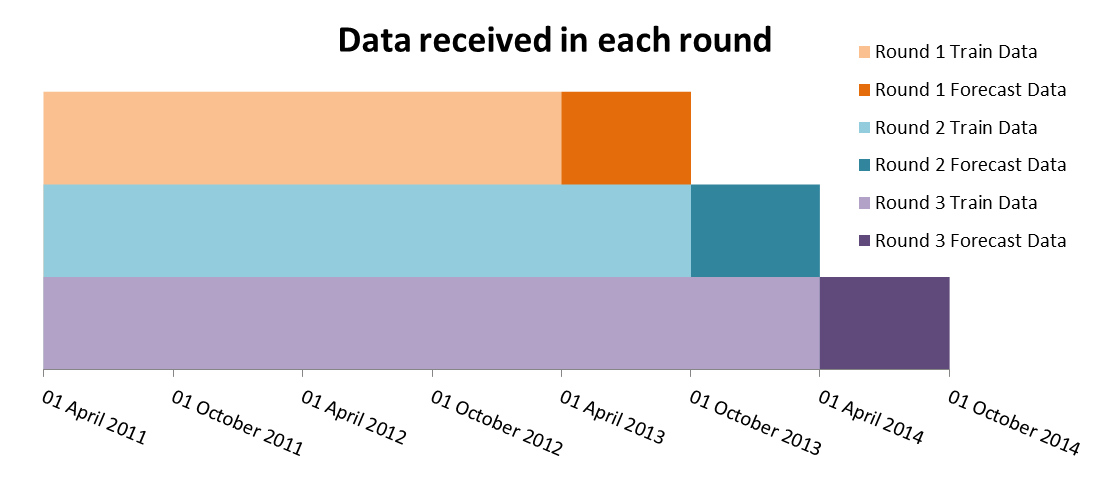 Data received in each round
Round 1 Train Data
Round 1 Forecast Data
Round 2 Train Data
Round 2 Forecast Data
Round 3 Train Data
Round 3 Forecast Data
01 April 2011
01 October 2011
01 April 2012
01 October 2012
01 April 2013
01 October 2013
01 April 2014
01 October 2014